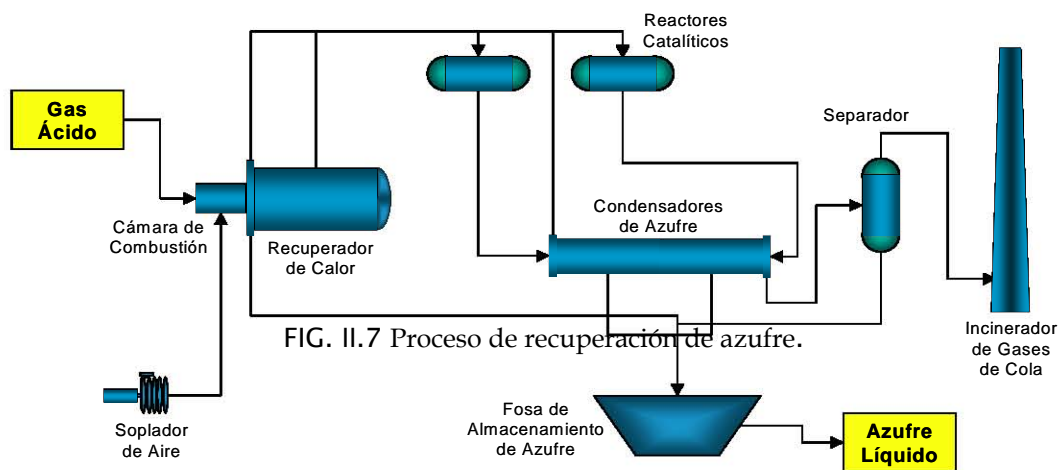 Reactores
Catalíticos
Gas
Ácido
Separador
Cámara de
Combustión
Recuperador
de Calor
Condensadores
de Azufre
FIG. II.7 Proceso de recuperación de azufre.
Incinerador
de Gases
de Cola
Soplador
de Aire
Fosa de
Almacenamiento
de Azufre
Azufre
Líquido